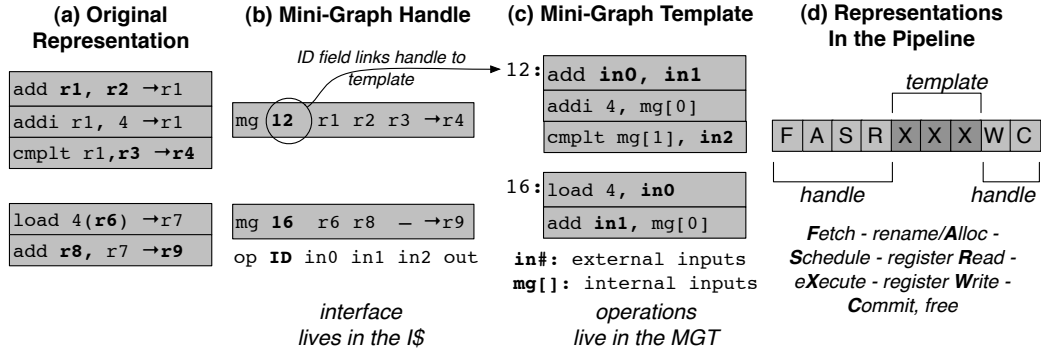 (a) Original
Representation
add r1, r2 →r1
addi r1, 4 →r1
cmplt r1,r3 →r4
load 4(r6) →r7
add r8, r7 →r9
(b) Mini-Graph Handle
ID field links handle to
template
mg 12 r1 r2 r3 →r4
mg 16 r6 r8 – →r9
op ID in0 in1 in2 out
interface
lives in the I$
(c) Mini-Graph Template
12: add in0, in1
addi 4, mg[0]
cmplt mg[1], in2
16: load 4, in0
add in1, mg[0]
in#: external inputs
mg[]: internal inputs
operations
live in the MGT
(d) Representations
In the Pipeline
template
F A S R X X X W C
handle handle
Fetch - rename/Alloc -
Schedule - register Read -
eXecute - register Write -
Commit, free